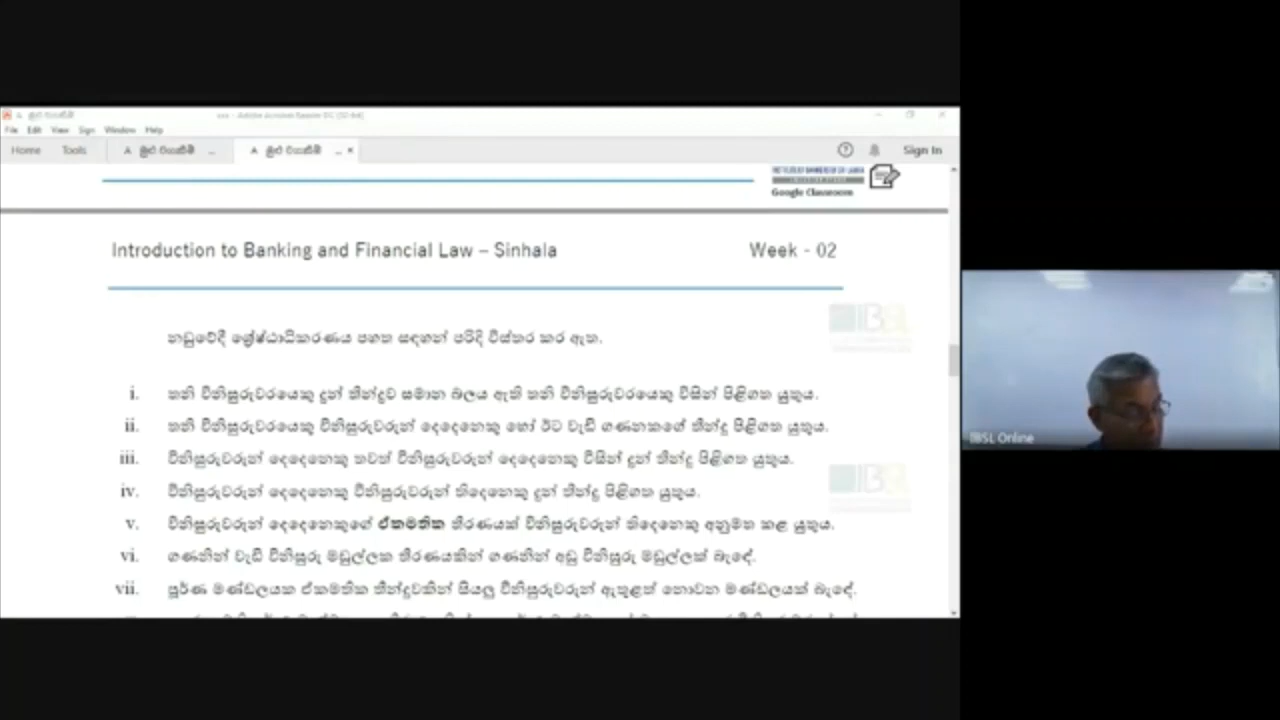 File Edit View Sign Window Help
Home Tools
Sign In
Google Classroom
Introduction to Banking and Financial Law – Sinhala Week - 02
නඩුවේදී ශ්‍රේෂ්ඨාධිකරණය පහත සඳහන් පරිදි විස්තර කර ඇත.
i. තනි විනිසුරුවරයෙකු දුන් තීන්දුව සමාන බලය ඇති තනි විනිසුරුවරයෙකු විසින් පිළිගත යුතුය.
ii. තනි විනිසුරුවරයෙකු විනිසුරුවරුන් දෙදෙනෙකු හෝ ඊට වැඩි ගණනකගේ තීන්දු පිළිගත යුතුය.
iii. විනිසුරුවරුන් දෙදෙනෙකු තවත් විනිසුරුවරුන් දෙදෙනෙකු විසින් දුන් තීන්දු පිළිගත යුතුය.
iv. විනිසුරුවරුන් දෙදෙනෙකු විනිසුරුවරුන් තිදෙනෙකු දුන් තීන්දු පිළිගත යුතුය.
v. විනිසුරුවරුන් දෙදෙනෙකුගේ ඒකමතික තීරණයක් විනිසුරුවරුන් තිදෙනෙකු අනුමත කළ යුතුය.
vi. ගණනින් වැඩි විනිසුරු මඩුල්ලක තීරණයකින් ගණනින් අඩු විනිසුරු මඩුල්ලක් බැඳේ.
vii. පූර්ණ මණ්ඩලයක ඒකමතික තීන්දුවකින් සියලු විනිසුරුවරුන් ඇතුළත් නොවන මණ්ඩලයක් බැඳේ.
IBSL Online